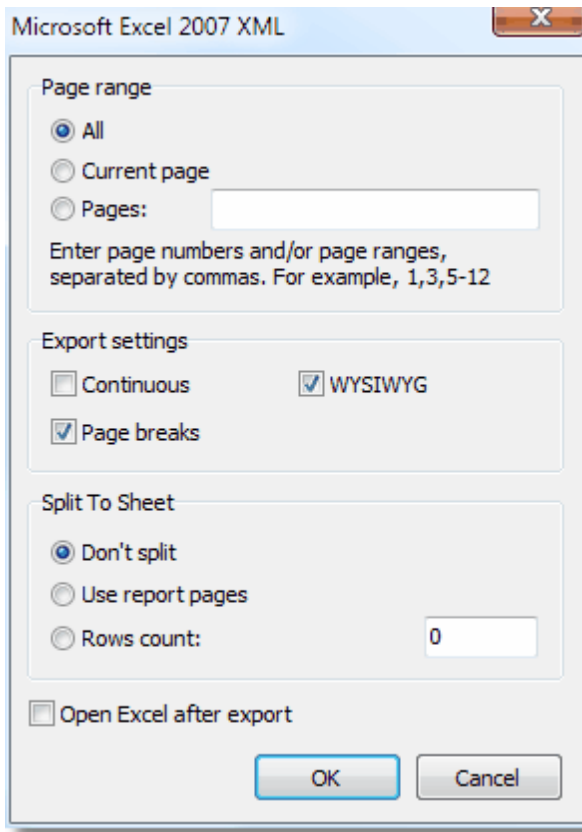 Microsoft Excel 2007 XML
Page range
All
Current page
Pages:
Enter page numbers and/or page ranges,
separated by commas. For example, 1,3,5-12
Export settings
Continuous WYSIWYG
Page breaks
Split To Sheet
Don't split
Use report pages
Rows count: 0
Open Excel after export
OK Cancel